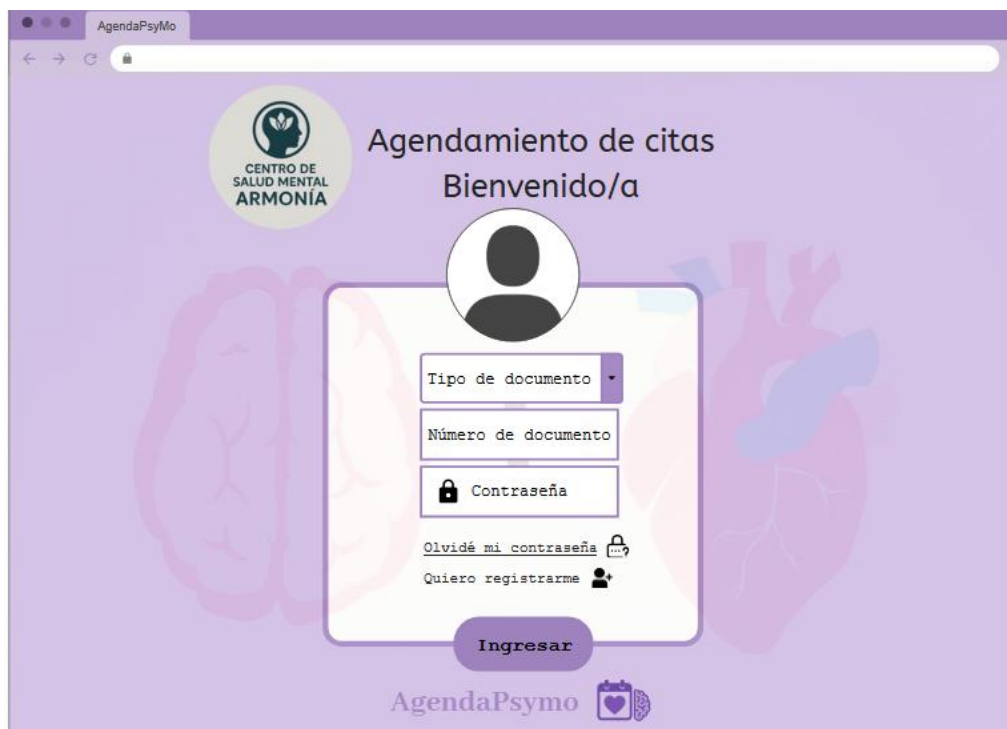 AgendaPsyMo
CENTRO DE
SALUD MENTAL
ARMONÍA
Agendamiento de citas
Bienvenido/a
Tipo de documento
Número de documento
Contraseña
Olvidé mi contraseña
Quiero registrarme
Ingresar
AgendaPsymo